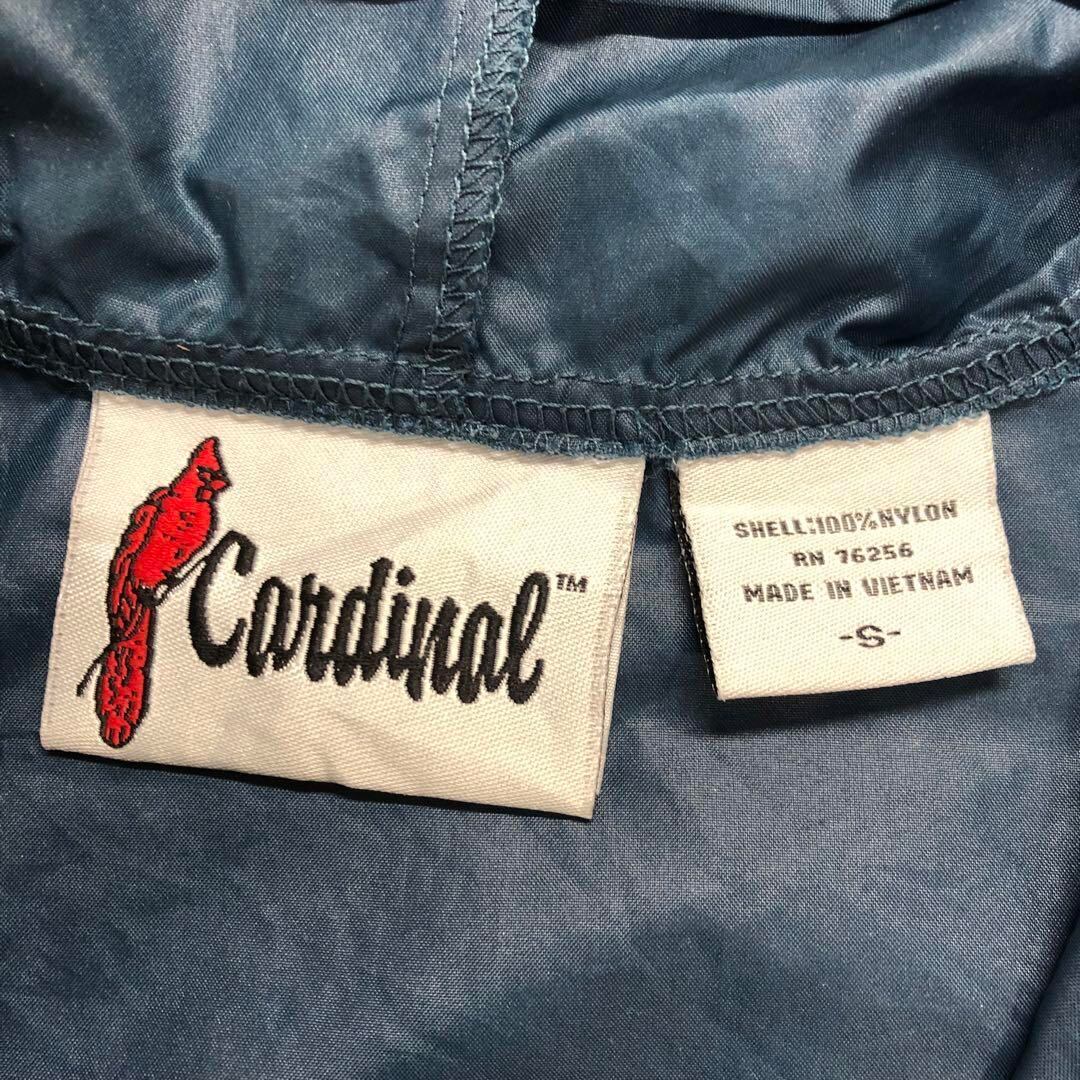 Cardinal™
SHELL:100%NYLON
RN 76256
MADE IN VIETNAM
-S-